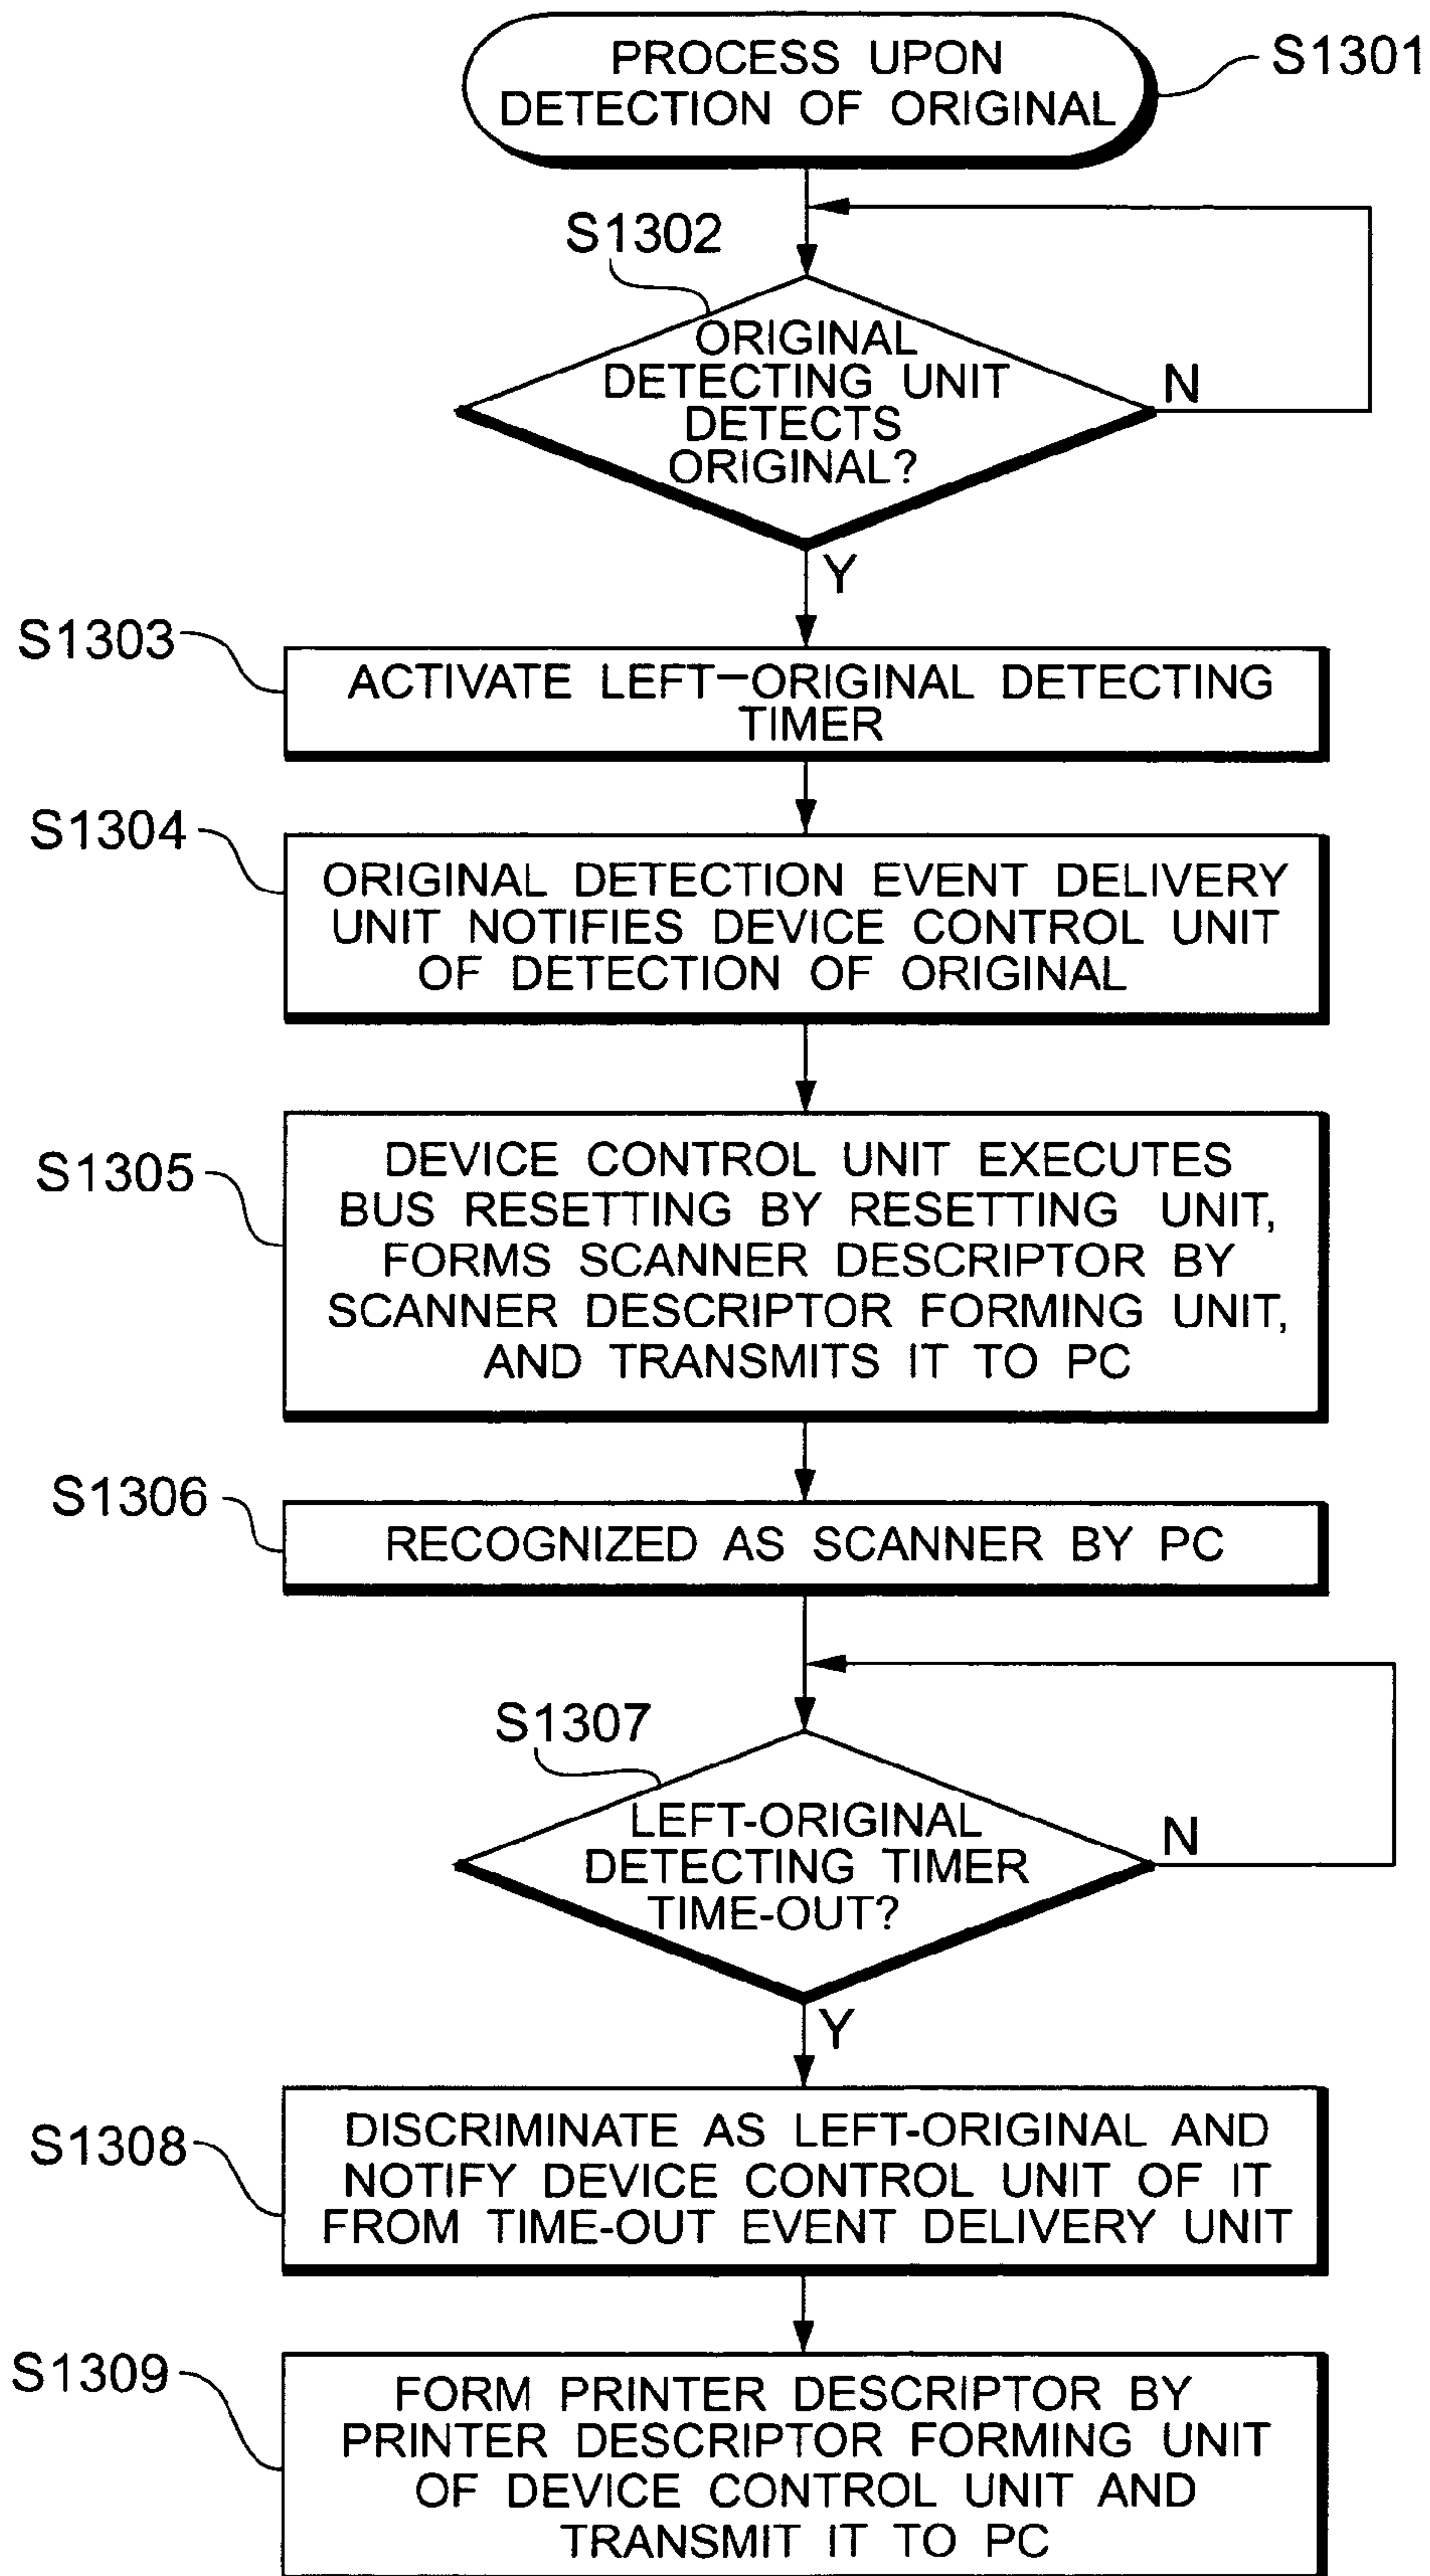 PROCESS UPON
DETECTION OF ORIGINAL
S1301
S1302
ORIGINAL
DETECTING UNIT
DETECTS
ORIGINAL?
N
Y
S1303
ACTIVATE LEFT-ORIGINAL DETECTING
TIMER
S1304
ORIGINAL DETECTION EVENT DELIVERY
UNIT NOTIFIES DEVICE CONTROL UNIT
OF DETECTION OF ORIGINAL
S1305
DEVICE CONTROL UNIT EXECUTES
BUS RESETTING BY RESETTING UNIT,
FORMS SCANNER DESCRIPTOR BY
SCANNER DESCRIPTOR FORMING UNIT,
AND TRANSMITS IT TO PC
S1306
RECOGNIZED AS SCANNER BY PC
S1307
LEFT-ORIGINAL
DETECTING TIMER
TIME-OUT?
N
Y
S1308
DISCRIMINATE AS LEFT-ORIGINAL AND
NOTIFY DEVICE CONTROL UNIT OF IT
FROM TIME-OUT EVENT DELIVERY UNIT
S1309
FORM PRINTER DESCRIPTOR BY
PRINTER DESCRIPTOR FORMING UNIT
OF DEVICE CONTROL UNIT AND
TRANSMIT IT TO PC